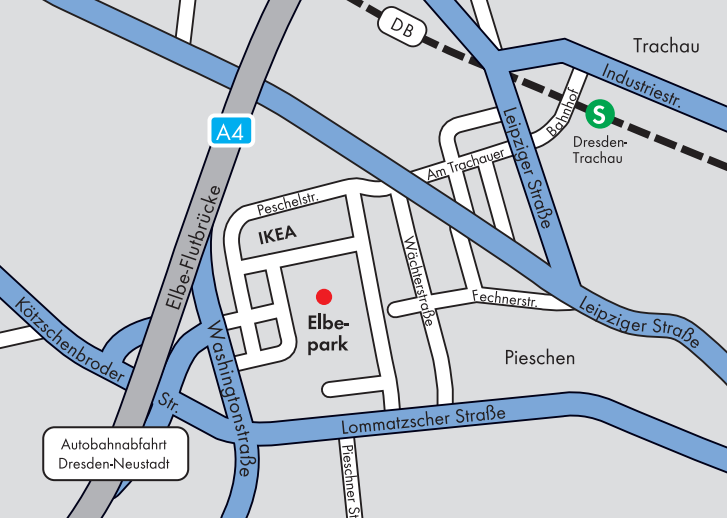 DB
Trachau
Industriestr.
A4
S
Bahnhof
Dresden-
Trachau
Leipziger Straße
Am Trachauer
Peschelstr.
IKEA
Elbe-Flutbrücke
Wächterstraße
Fechnerstr.
Leipziger Straße
Elbe-
park
Kötzschenbroder
Str.
Washingtonstraße
Pieschen
Lommatzscher Straße
Autobahnabfahrt
Dresden-Neustadt
Pieschner St